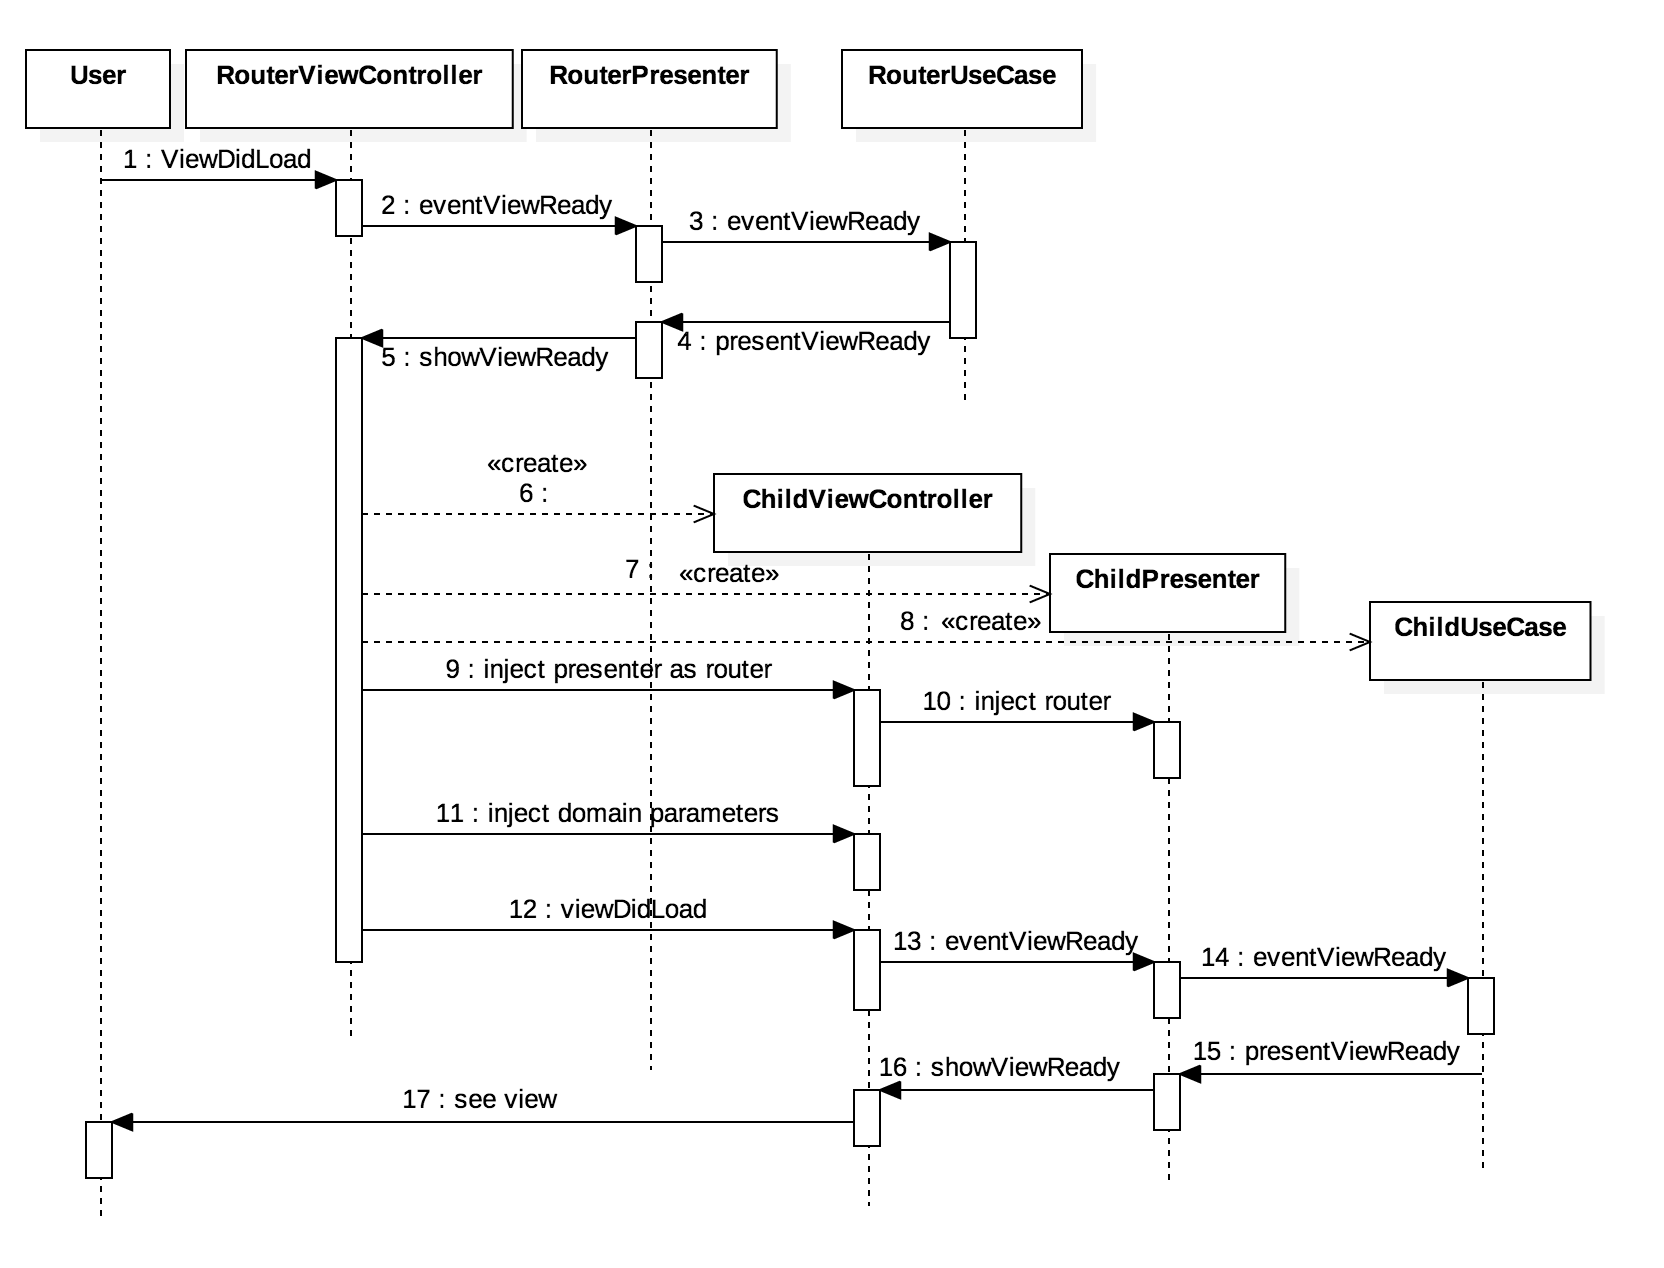 User
RouterViewController
RouterPresenter
RouterUseCase
1 : ViewDidLoad
2 : eventViewReady
3 : eventViewReady
4 : presentViewReady
5 : showViewReady
«create»
6 :
ChildViewController
7 : «create»
ChildPresenter
8 : «create»
ChildUseCase
9 : inject presenter as router
10 : inject router
11 : inject domain parameters
12 : viewDidLoad
13 : eventViewReady
14 : eventViewReady
15 : presentViewReady
16 : showViewReady
17 : see view